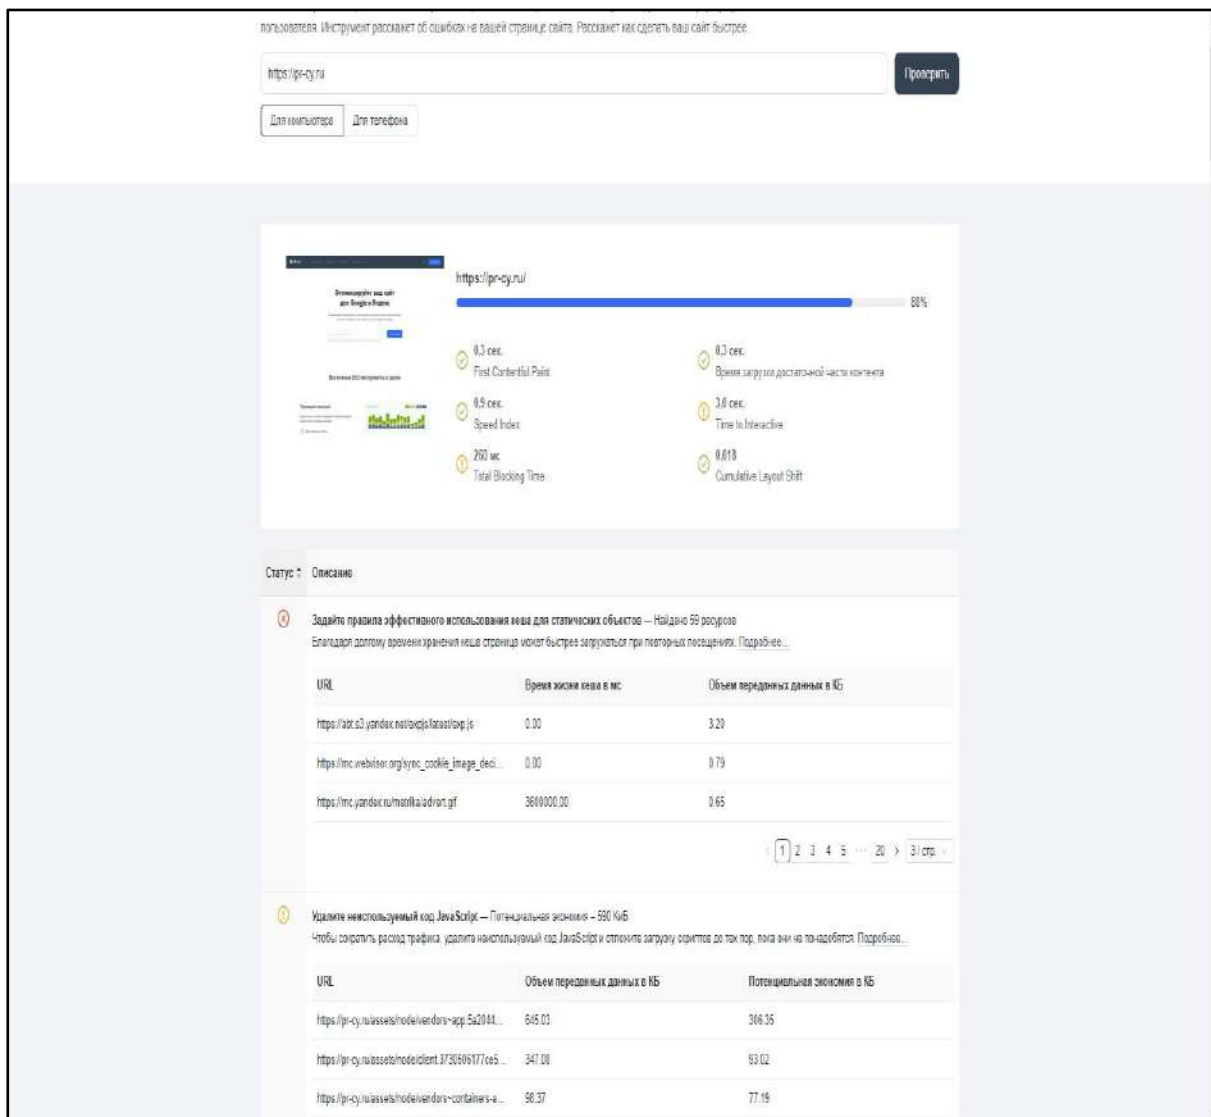 пользователя. Инструмент расскажет об ошибках на вашей странице сайта. Расскажет как сделать ваш сайт быстрее
https://pr-cy.ru
Проверить
Для компьютера Для телефона
https://pr-cy.ru/
88%
0,3 сек.
First Contentful Paint
0,3 сек.
Время загрузки достаточной части контента
0,9 сек.
Speed Index
3,0 сек.
Time to Interactive
260 мс
Total Blocking Time
0,018
Cumulative Layout Shift
Статус Описание
Задайте правила эффективного использования кеша для статических объектов — Найдено 59 ресурсов
Благодаря долгому времени хранения кеша страница может быстрее загружаться при повторных посещениях. Подробнее...
URL Время жизни кеша в мс Объем переданных данных в КБ
https://abt.s3.yandex.net/expjs/latest/exp.js 0.00 3.20
https://mc.webvisor.org/sync_cookie_image_deci... 0.00 0.79
https://mc.yandex.ru/metrika/advert.gif 3600000.00 0.65
1 2 3 4 5 ... 20 3 / стр.
Удалите неиспользуемый код JavaScript — Потенциальная экономия – 590 КиБ
Чтобы сократить расход трафика, удалите неиспользуемый код JavaScript и отложите загрузку скриптов до тех пор, пока они не понадобятся. Подробнее...
URL Объем переданных данных в КБ Потенциальная экономия в КБ
https://pr-cy.ru/assets/node/vendors~app.5a2044... 645.03 306.35
https://pr-cy.ru/assets/node/client.3730506177ce5... 347.00 93.02
https://pr-cy.ru/assets/node/vendors~containers-a... 98.37 77.19